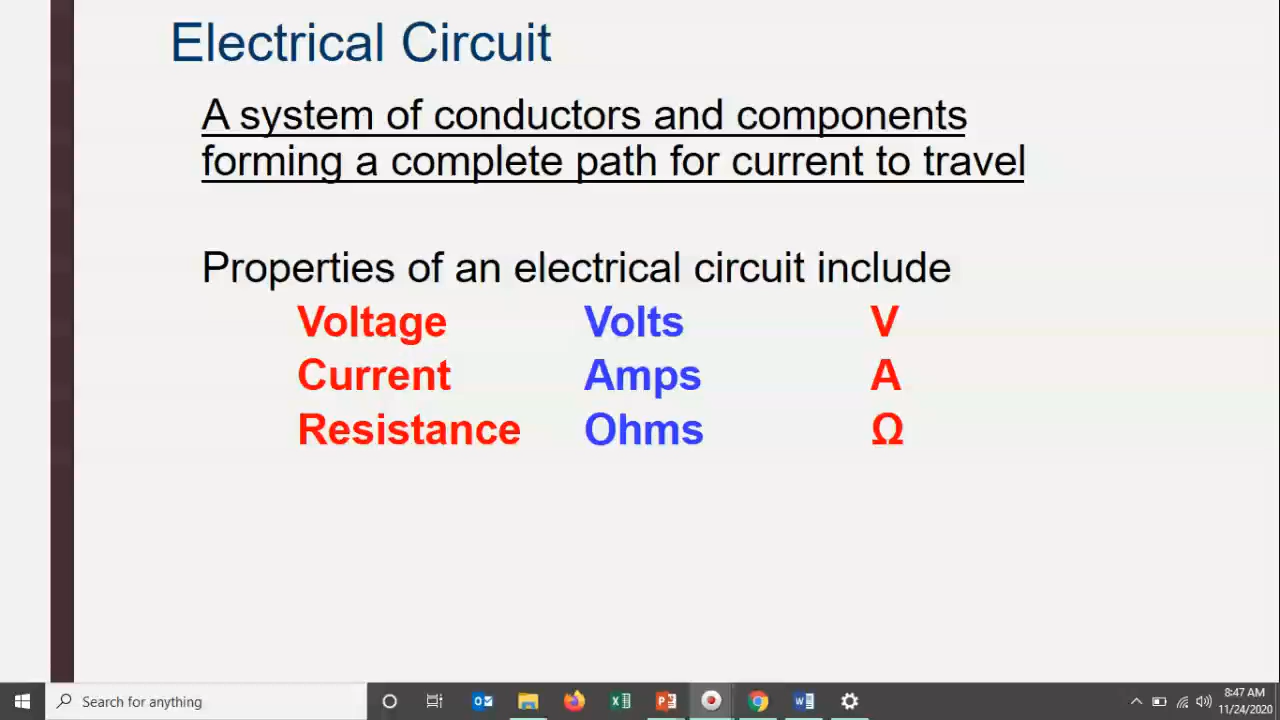 Electrical Circuit
A system of conductors and components
forming a complete path for current to travel
Properties of an electrical circuit include
Voltage Volts V
Current Amps A
Resistance Ohms Ω
Search for anything
8:47 AM
11/24/2020